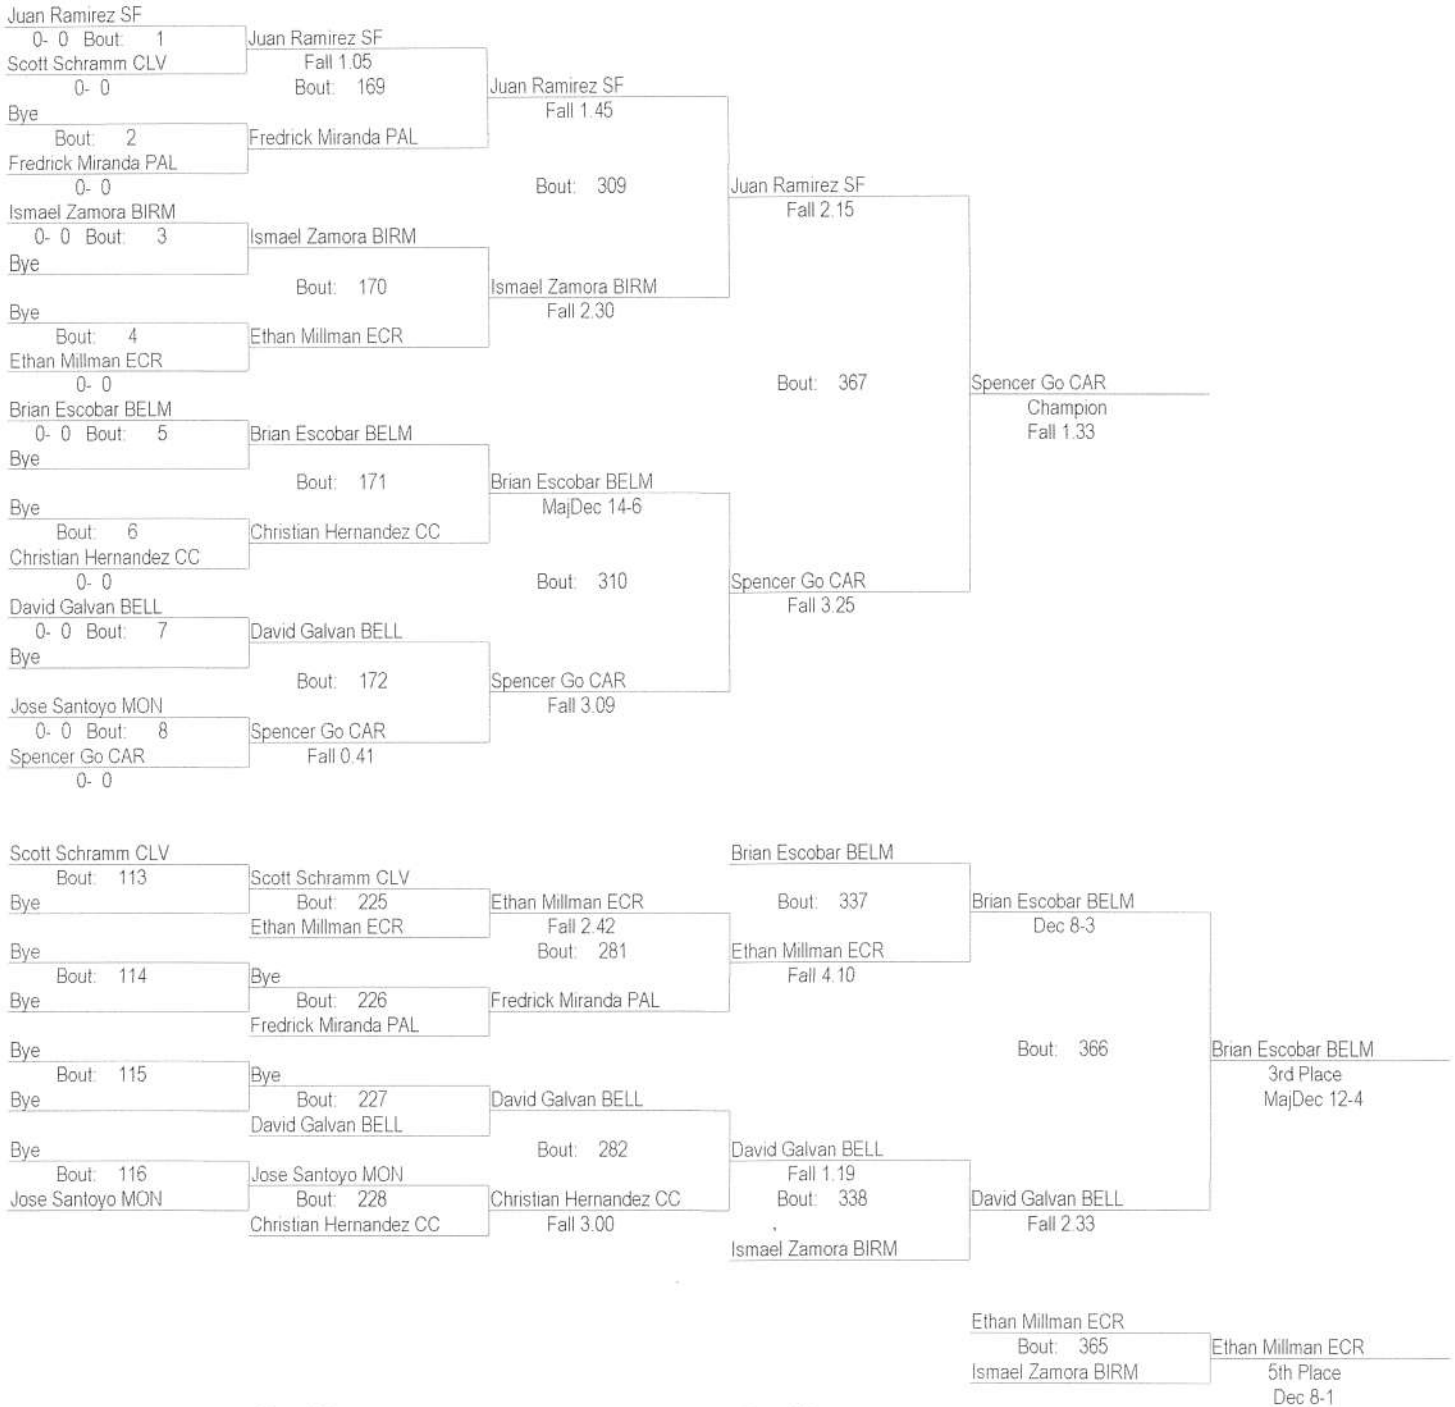 Juan Ramirez SF
0- 0 Bout: 1
Scott Schramm CLV
0- 0
Bye
Bout: 2
Fredrick Miranda PAL
0- 0
Ismael Zamora BIRM
0- 0 Bout: 3
Bye
Bye
Bout: 4
Ethan Millman ECR
0- 0
Brian Escobar BELM
0- 0 Bout: 5
Bye
Bye
Bout: 6
Christian Hernandez CC
0- 0
David Galvan BELL
0- 0 Bout: 7
Bye
Jose Santoyo MON
0- 0 Bout: 8
Spencer Go CAR
0- 0
Juan Ramirez SF
Fall 1.05
Bout: 169
Fredrick Miranda PAL
Ismael Zamora BIRM
Bout: 170
Ethan Millman ECR
Brian Escobar BELM
Bout: 171
Christian Hernandez CC
David Galvan BELL
Bout: 172
Spencer Go CAR
Fall 0.41
Juan Ramirez SF
Fall 1.45
Bout: 309
Ismael Zamora BIRM
Fall 2.30
Brian Escobar BELM
MajDec 14-6
Bout: 310
Spencer Go CAR
Fall 3.09
Juan Ramirez SF
Fall 2.15
Bout: 367
Spencer Go CAR
Fall 3.25
Spencer Go CAR
Champion
Fall 1.33
Scott Schramm CLV
Bout: 113
Bye
Bye
Bout: 114
Bye
Bye
Bout: 115
Bye
Bye
Bout: 116
Jose Santoyo MON
Scott Schramm CLV
Bout: 225
Ethan Millman ECR
Bye
Bout: 226
Fredrick Miranda PAL
Bye
Bout: 227
David Galvan BELL
Jose Santoyo MON
Bout: 228
Christian Hernandez CC
Ethan Millman ECR
Fall 2.42
Bout: 281
Fredrick Miranda PAL
David Galvan BELL
Bout: 282
Christian Hernandez CC
Fall 3.00
Brian Escobar BELM
Bout: 337
Ethan Millman ECR
Fall 4.10
David Galvan BELL
Fall 1.19
Bout: 338
Ismael Zamora BIRM
Brian Escobar BELM
Dec 8-3
Bout: 366
David Galvan BELL
Fall 2.33
Brian Escobar BELM
3rd Place
MajDec 12-4
Ethan Millman ECR
Bout: 365
Ismael Zamora BIRM
Ethan Millman ECR
5th Place
Dec 8-1